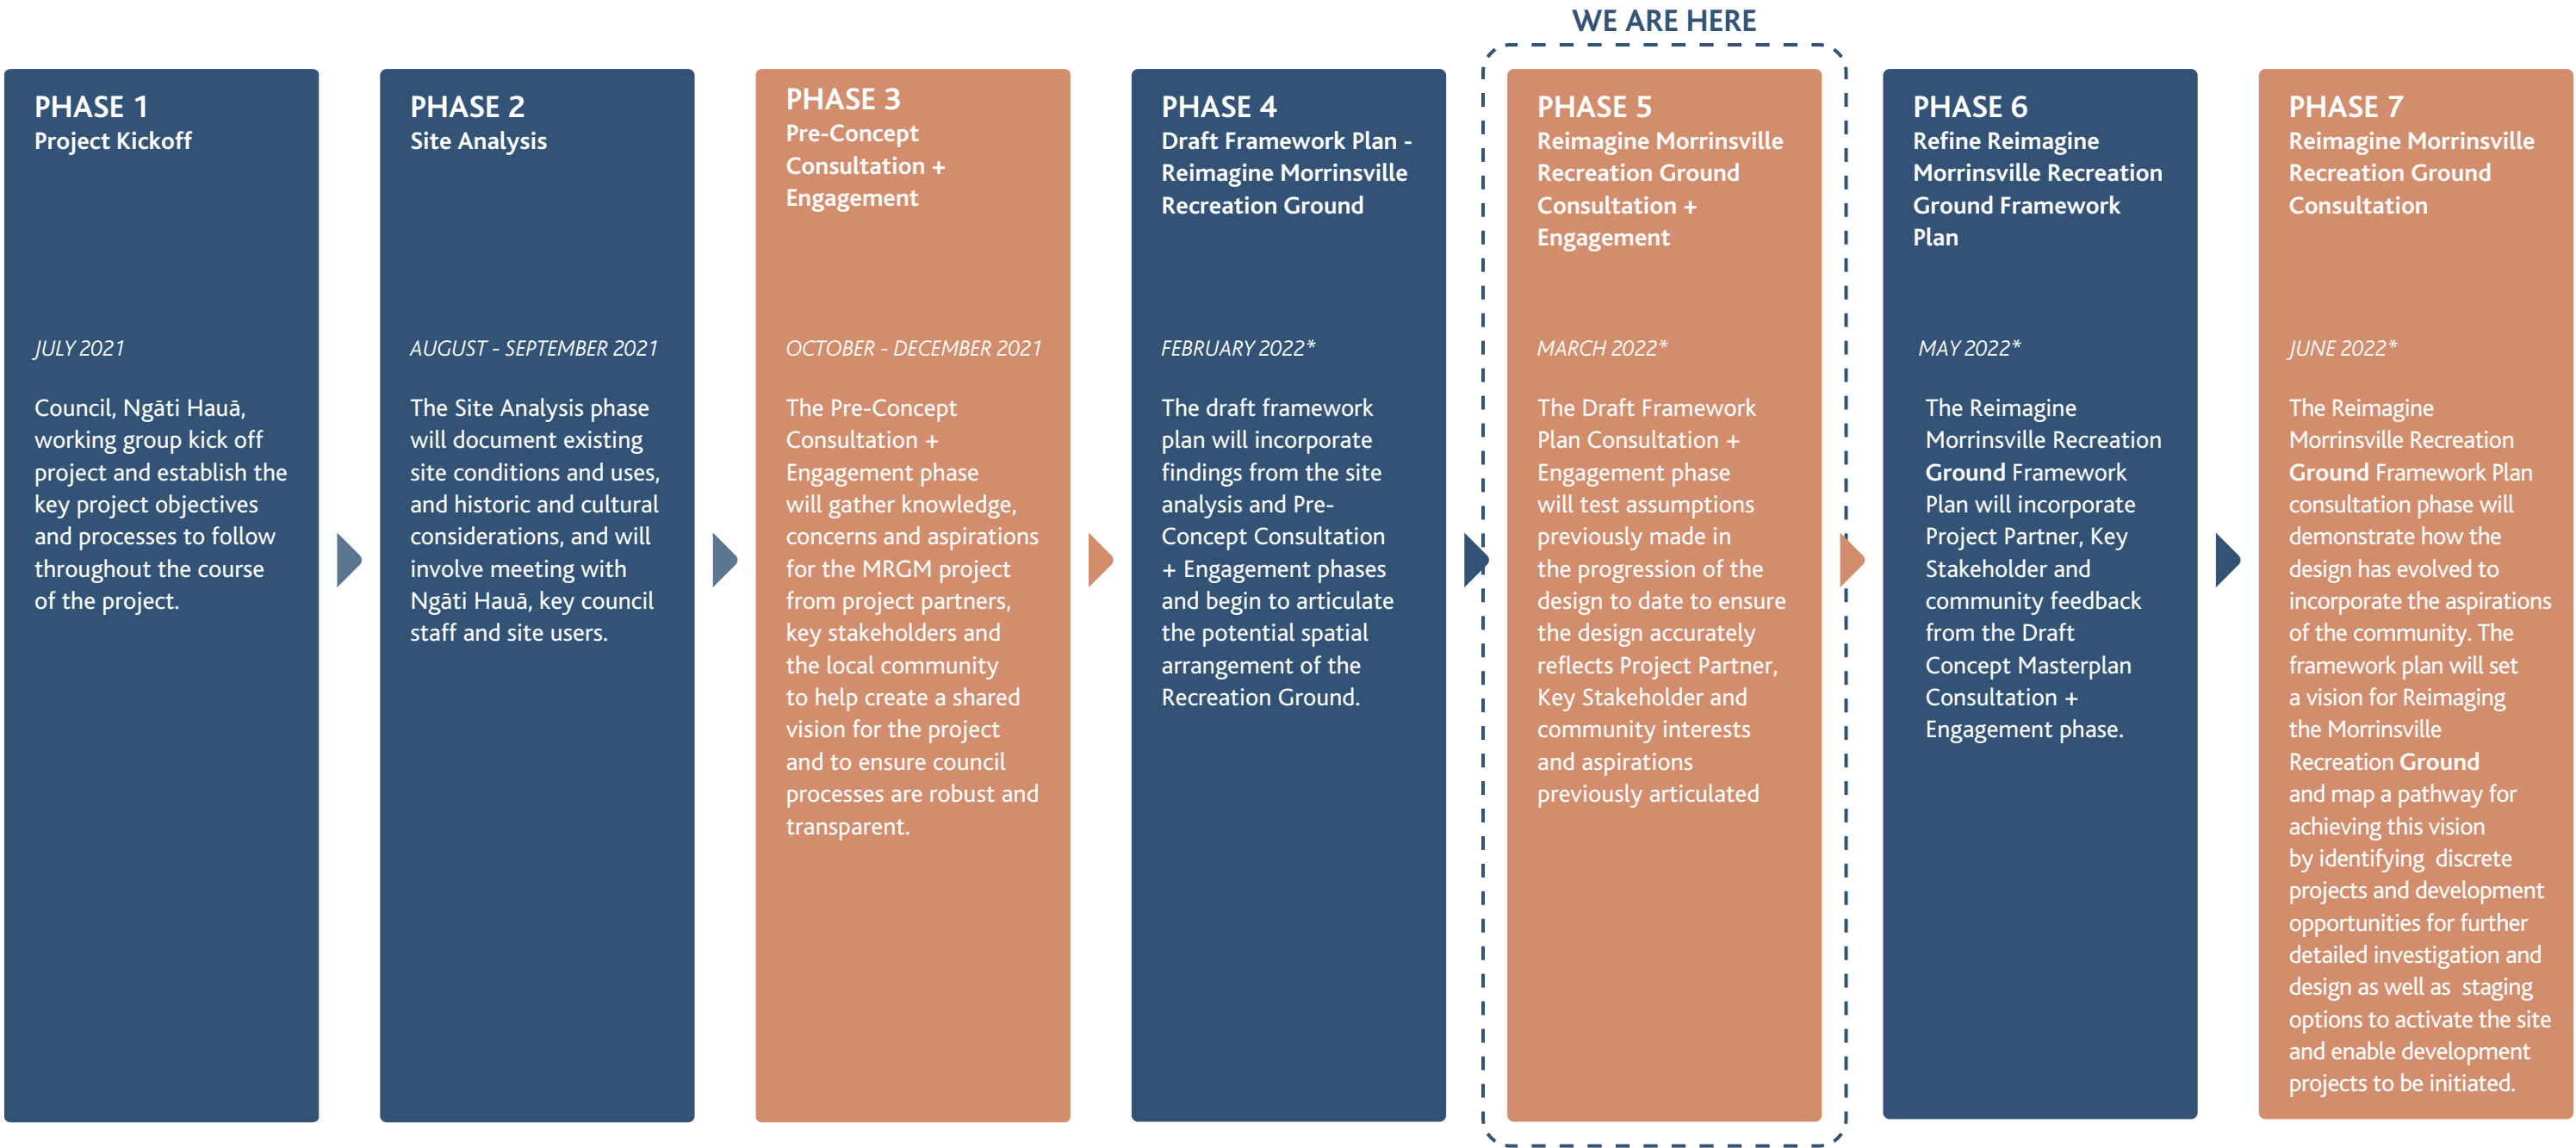 WE ARE HERE
PHASE 1
Project Kickoff
JULY 2021
Council, Ngāti Hauā,
working group kick off
project and establish the
key project objectives
and processes to follow
throughout the course
of the project.
PHASE 2
Site Analysis
AUGUST - SEPTEMBER 2021
The Site Analysis phase
will document existing
site conditions and uses,
and historic and cultural
considerations, and will
involve meeting with
Ngāti Hauā, key council
staff and site users.
PHASE 3
Pre-Concept
Consultation +
Engagement
OCTOBER - DECEMBER 2021
The Pre-Concept
Consultation +
Engagement phase
will gather knowledge,
concerns and aspirations
for the MRGM project
from project partners,
key stakeholders and
the local community
to help create a shared
vision for the project
and to ensure council
processes are robust and
transparent.
PHASE 4
Draft Framework Plan -
Reimagine Morrinsville
Recreation Ground
FEBRUARY 2022*
The draft framework
plan will incorporate
findings from the site
analysis and Pre-
Concept Consultation
+ Engagement phases
and begin to articulate
the potential spatial
arrangement of the
Recreation Ground.
PHASE 5
Reimagine Morrinsville
Recreation Ground
Consultation +
Engagement
MARCH 2022*
The Draft Framework
Plan Consultation +
Engagement phase
will test assumptions
previously made in
the progression of the
design to date to ensure
the design accurately
reflects Project Partner,
Key Stakeholder and
community interests
and aspirations
previously articulated
PHASE 6
Refine Reimagine
Morrinsville Recreation
Ground Framework
Plan
MAY 2022*
The Reimagine
Morrinsville Recreation
Ground Framework
Plan will incorporate
Project Partner, Key
Stakeholder and
community feedback
from the Draft
Concept Masterplan
Consultation +
Engagement phase.
PHASE 7
Reimagine Morrinsville
Recreation Ground
Consultation
JUNE 2022*
The Reimagine
Morrinsville Recreation
Ground Framework Plan
consultation phase will
demonstrate how the
design has evolved to
incorporate the aspirations
of the community. The
framework plan will set
a vision for Reimaging
the Morrinsville
Recreation Ground
and map a pathway for
achieving this vision
by identifying discrete
projects and development
opportunities for further
detailed investigation and
design as well as staging
options to activate the site
and enable development
projects to be initiated.